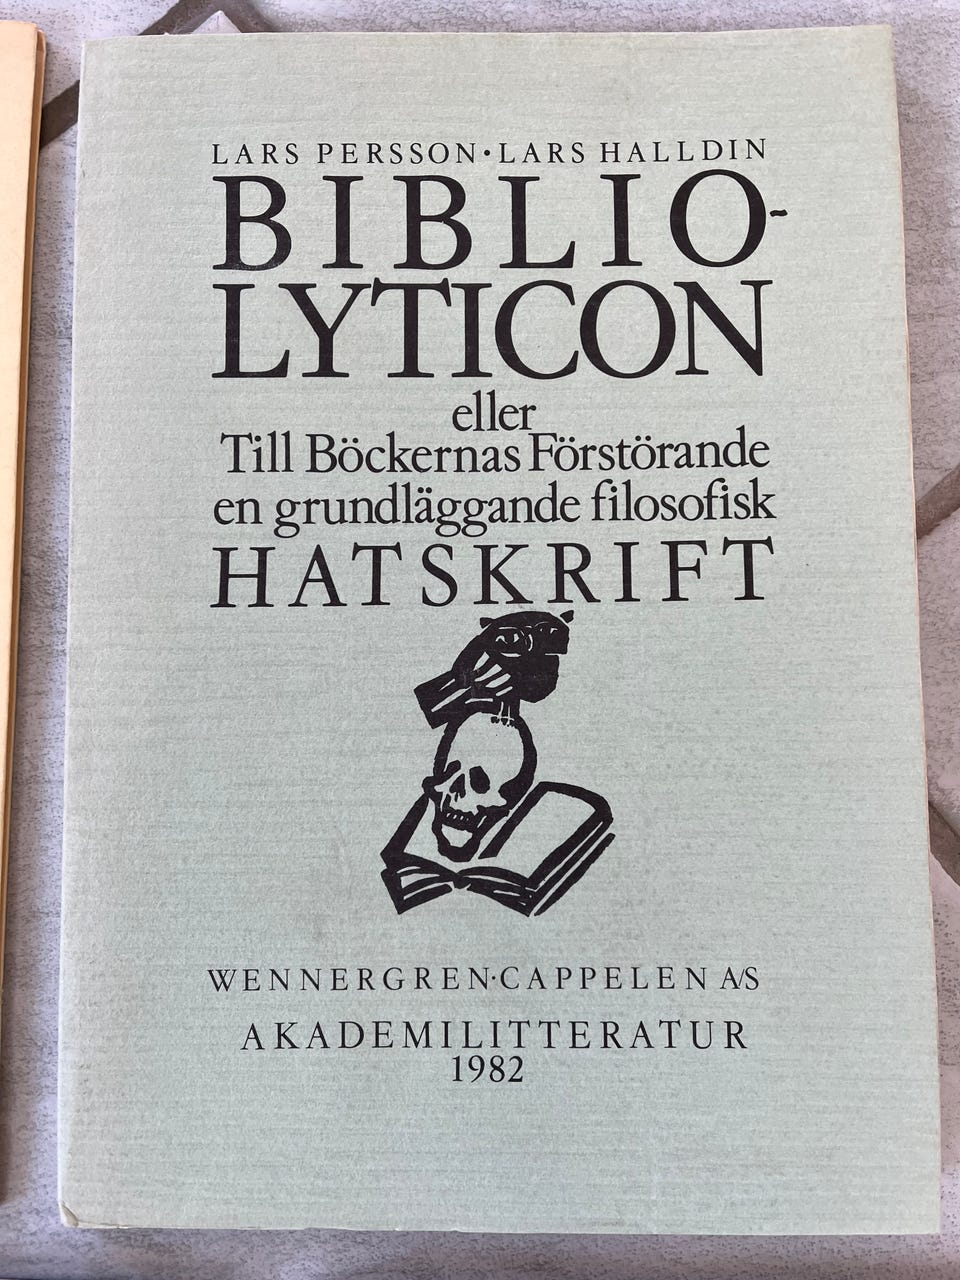 LARS PERSSON·LARS HALLDIN
BIBLIO-
LYTICON
eller
Till Böckernas Förstörande
en grundläggande filosofisk
HATSKRIFT
WENNERGREN·CAPPELEN A/S
AKADEMILITTERATUR
1982